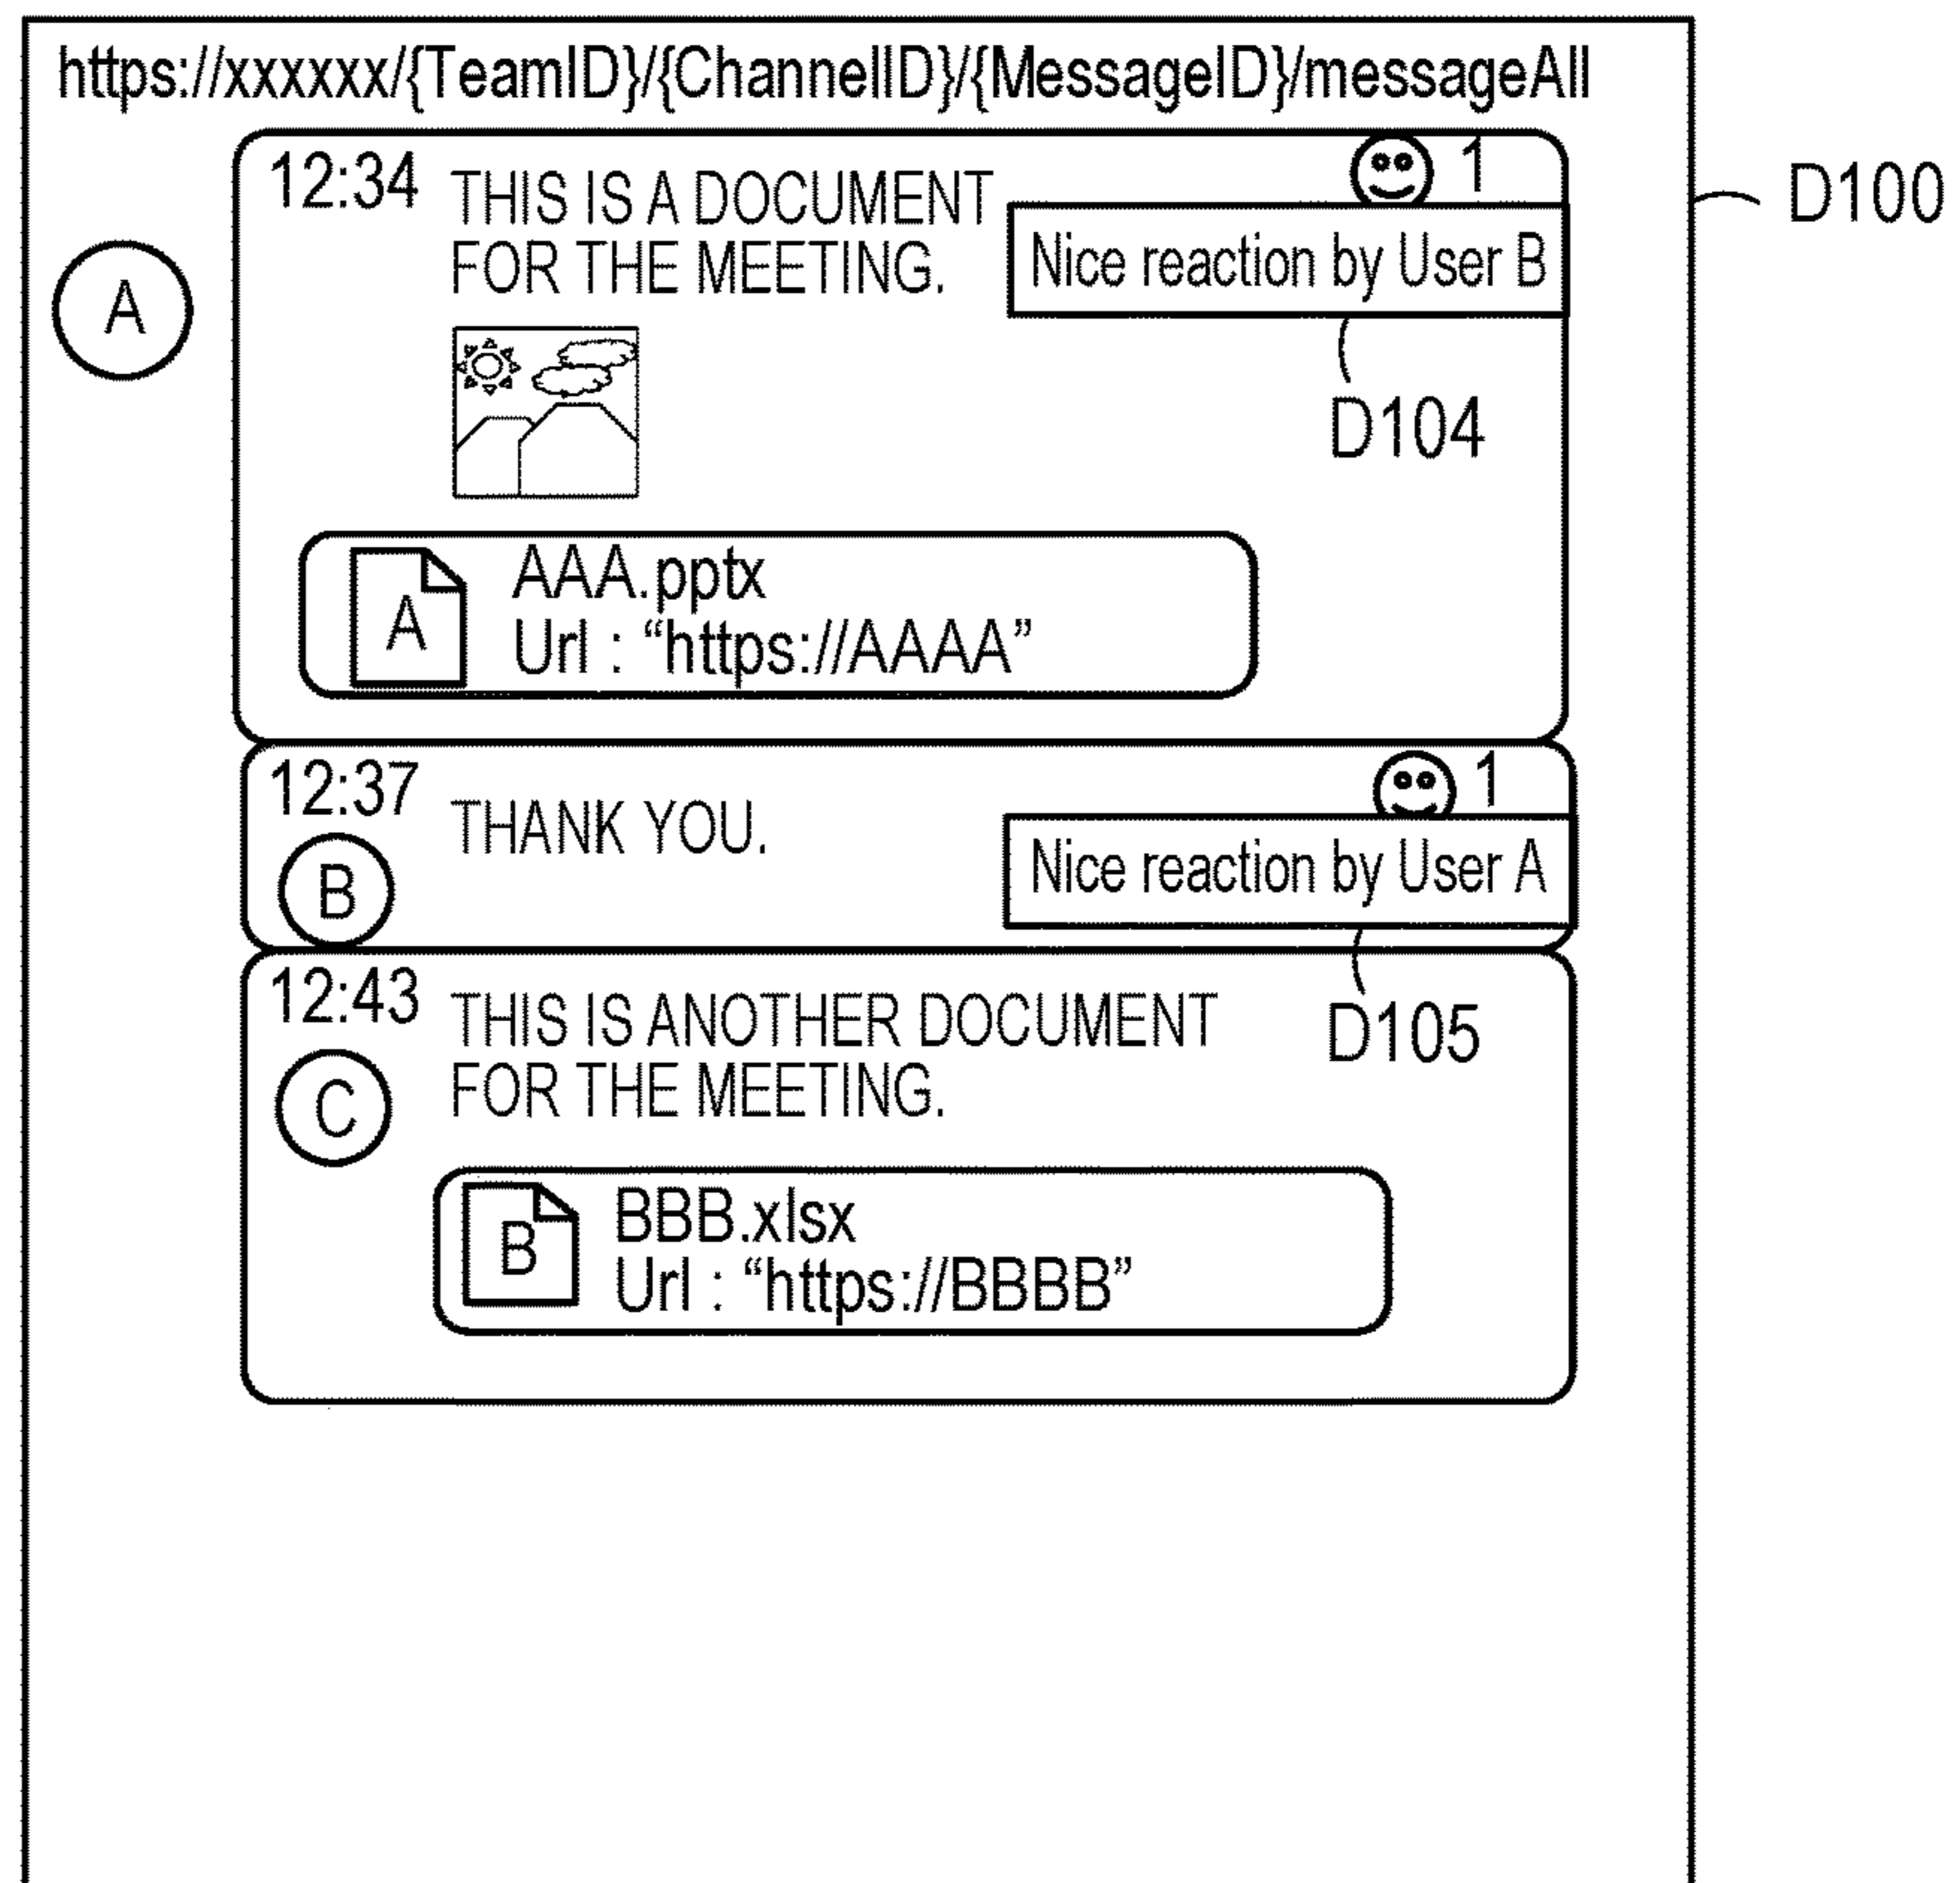 https://xxxxxx/{TeamID}/{ChannelID}/{MessageID}/messageAll
D100
12:34
1
THIS IS A DOCUMENT
FOR THE MEETING.
Nice reaction by User B
A
D104
A
AAA.pptx
Url : “https://AAAA”
12:37
1
THANK YOU.
Nice reaction by User A
B
12:43
THIS IS ANOTHER DOCUMENT
FOR THE MEETING.
D105
C
B
BBB.xlsx
Url : “https://BBBB”